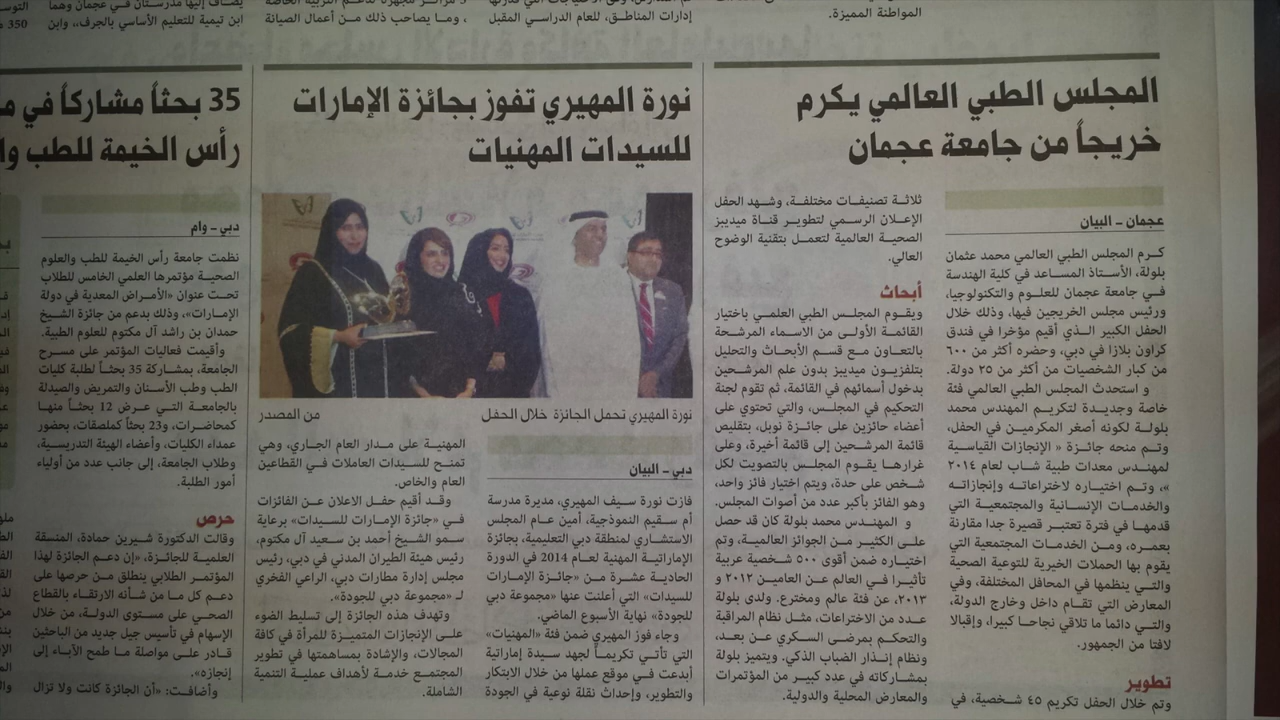 المواطنة المميزة.
إدارات المناطق، للعام الدراسي المقبل
، وما يصاحب ذلك من أعمال الصيانة
يضاف إليها مدرستان في عجمان وهما
ابن تيمية للتعليم الأساسي بالجرف،، وابن
350
المجلس الطبي العالمي يكرم
خريجاً من جامعة عجمان
عجمان - البيان
كرم المجلس الطبي العالمي محمد عثمان
بلولة، الأستاذ المساعد في كلية الهندسة
في جامعة عجمان للعلوم والتكنولوجيا،
ورئيس مجلس الخريجين فيها، وذلك خلال
الحفل الكبير الذي أقيم مؤخرا في فندق
كراون بلازا في دبي، وحضره أكثر من ٦٠٠
من كبار الشخصيات من أكثر من ٢٥ دولة.
و استحدث المجلس الطبي العالمي فئة
خاصة وجديدة لتكريم المهندس محمد
بلولة لكونه أصغر المكرمين في الحفل،
وتم منحه جائزة « الإنجازات القياسية
لمهندس معدات طبية شاب لعام ٢٠١٤
»، وتم اختياره لاختراعاته وإنجازاته
والخدمات الإنسانية والمجتمعية التي
قدمها في فترة تعتبر قصيرة جدا مقارنة
بعمره، ومن الخدمات المجتمعية التي
يقوم بها الحملات الخيرية للتوعية الصحية
والتي ينظمها في المحافل المختلفة، وفي
المعارض التي تقام داخل وخارج الدولة،
والتي دائما ما تلاقي نجاحا كبيرا، وإقبالا
لافتا من الجمهور.
تطوير
وتم خلال الحفل تكريم ٤٥ شخصية، في
ثلاثة تصنيفات مختلفة، وشهد الحفل
الإعلان الرسمي لتطوير قناة ميديبز
الصحية العالمية لتعمل بتقنية الوضوح
العالي.
أبحاث
ويقوم المجلس الطبي العلمي باختيار
القائمة الأولى من الاسماء المرشحة
بالتعاون مع قسم الأبحاث والتحليل
بتلفزيون ميديبز بدون علم المرشحين
بدخول أسمائهم في القائمة، ثم تقوم لجنة
التحكيم في المجلس، والتي تحتوي على
أعضاء حائزين على جائزة نوبل، بتقليص
قائمة المرشحين إلى قائمة أخيرة، وعلى
غرارها يقوم المجلس بالتصويت لكل
شخص على حدة، ويتم اختيار فائز واحد،
وهو الفائز بأكبر عدد من أصوات المجلس.
و المهندس محمد بلولة كان قد حصل
على الكثير من الجوائز العالمية، وتم
اختياره ضمن أقوى ٥٠٠ شخصية عربية
تأثيرا في العالم عن العامين ٢٠١٢ و
٢٠١٣، عن فئة عالم ومخترع. ولدى بلولة
عدد من الاختراعات، مثل نظام المراقبة
والتحكم بمرضى السكري عن بعد،
ونظام إنذار الضباب الذكي. ويتميز بلولة
بمشاركاته في عدد كبير من المؤتمرات
والمعارض المحلية والدولية.
نورة المهيري تفوز بجائزة الإمارات
للسيدات المهنيات
نورة المهيري تحمل الجائزة خلال الحفل
من المصدر
دبي - البيان
فازت نورة سيف المهيري، مديرة مدرسة
أم سقيم النموذجية، أمين عام المجلس
الاستشاري لمنطقة دبي التعليمية، بجائزة
الإماراتية المهنية لعام 2014 في الدورة
الحادية عشرة من «جائزة الإمارات
للسيدات» التي أعلنت عنها «مجموعة دبي
للجودة» نهاية الأسبوع الماضي.
وجاء فوز المهيري ضمن فئة «المهنيات»
التي تأتي تكريماً لجهد سيدة إماراتية
أبدعت في موقع عملها من خلال الابتكار
والتطوير، وإحداث نقلة نوعية في الجودة
المهنية على مدار العام الجاري، وهي
تمنح للسيدات العاملات في القطاعين
العام والخاص.
وقد أقيم حفل الاعلان عن الفائزات
في «جائزة الإمارات للسيدات» برعاية
سمو الشيخ أحمد بن سعيد آل مكتوم،
رئيس هيئة الطيران المدني في دبي، رئيس
مجلس إدارة مطارات دبي، الراعي الفخري
لـ «مجموعة دبي للجودة».
وتهدف هذه الجائزة إلى تسليط الضوء
على الإنجازات المتميزة للمرأة في كافة
المجالات، والإشادة بمساهمتها في تطوير
المجتمع خدمة لأهداف عملية التنمية
الشاملة.
35 بحثاً مشاركاً في
رأس الخيمة للطب
دبي - وام
نظمت جامعة رأس الخيمة للطب والعلوم
الصحية مؤتمرها العلمي الخامس للطلاب
تحت عنوان «الأمراض المعدية في دولة
الإمارات»، وذلك بدعم من جائزة الشيخ
حمدان بن راشد آل مكتوم للعلوم الطبية.
وأقيمت فعاليات المؤتمر على مسرح
الجامعة، بمشاركة 35 بحثاً لطلبة كليات
الطب وطب الأسنان والتمريض والصيدلة
بالجامعة التي عرض 12 بحثاً منها
كمحاضرات، و23 بحثاً كملصقات، بحضور
عمداء الكليات، وأعضاء الهيئة التدريسية،
وطلاب الجامعة، إلى جانب عدد من أولياء
أمور الطلبة.
حرص
وقالت الدكتورة شيرين حمادة، المنسقة
العلمية للجائزة، «إن دعم الجائزة لهذا
المؤتمر الطلابي ينطلق من حرصها على
دعم كل ما من شأنه الارتقاء بالقطاع
الصحي على مستوى الدولة، من خلال
الإسهام في تأسيس جيل جديد من الباحثين
قادر على مواصلة ما طمح الآباء إلى
إنجازه».
وأضافت: «أن الجائزة كانت ولا تزال